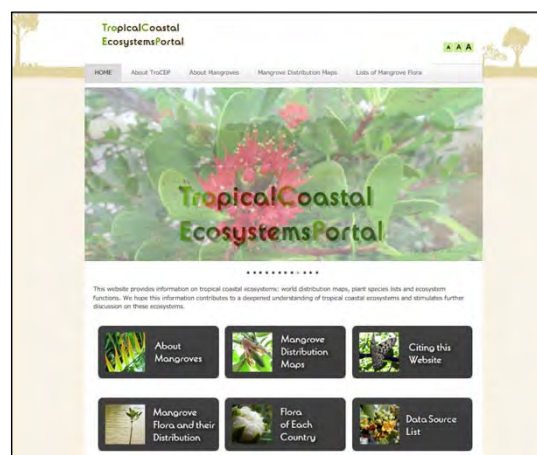 TropicalCoastal
EcosystemsPortal
A A A
HOME About TroCEP About Mangroves Mangrove Distribution Maps Lists of Mangrove Flora
TropicalCoastal
EcosystemsPortal
This website provides information on tropical coastal ecosystems: world distribution maps, plant species lists and ecosystem
functions. We hope this information contributes to a deepened understanding of tropical coastal ecosystems and stimulates further
discussion on these ecosystems.
About
Mangroves
Mangrove
Distribution
Maps
Citing this
Website
Mangrove
Flora and their
Distribution
Flora
of Each
Country
Data Source
List